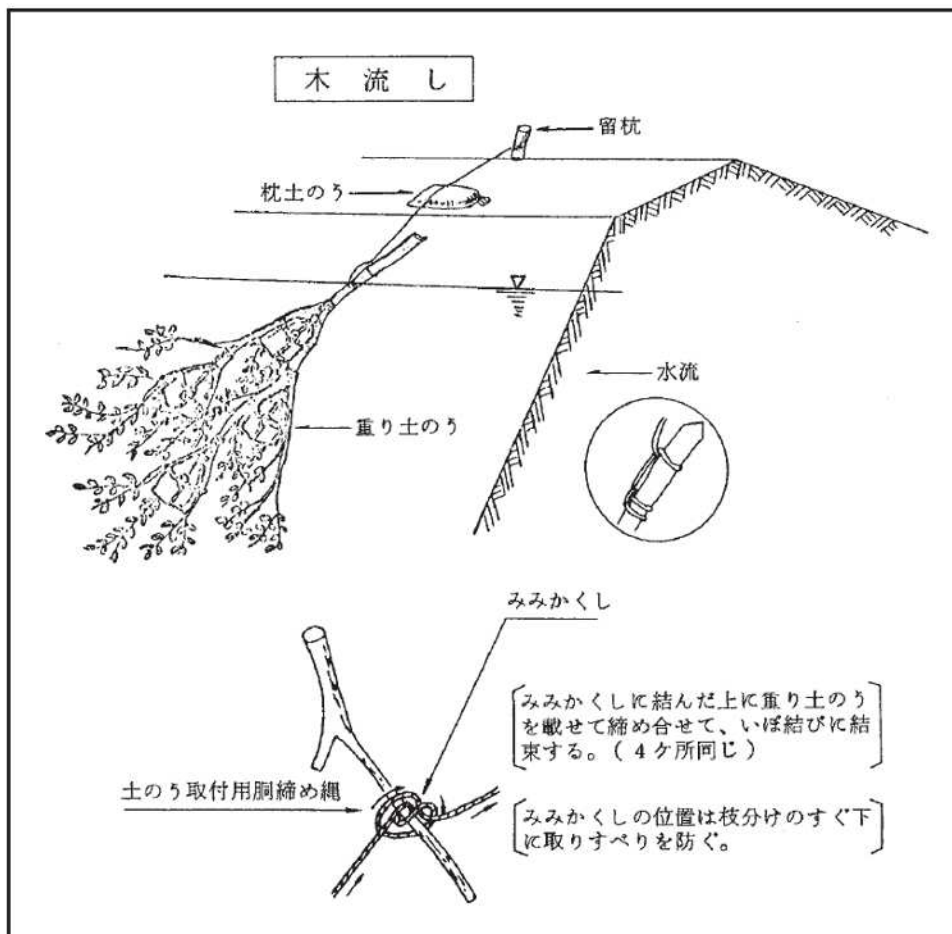 木流し
留杭
枕土のう
水流
重り土のう
みみかくし
みみかくしに結んだ上に重り土のう
を載せて締め合せて、いぼ結びに結
束する。(4ケ所同じ)
土のう取付用胴締め縄
みみかくしの位置は枝分けのすぐ下
に取りすべりを防ぐ。